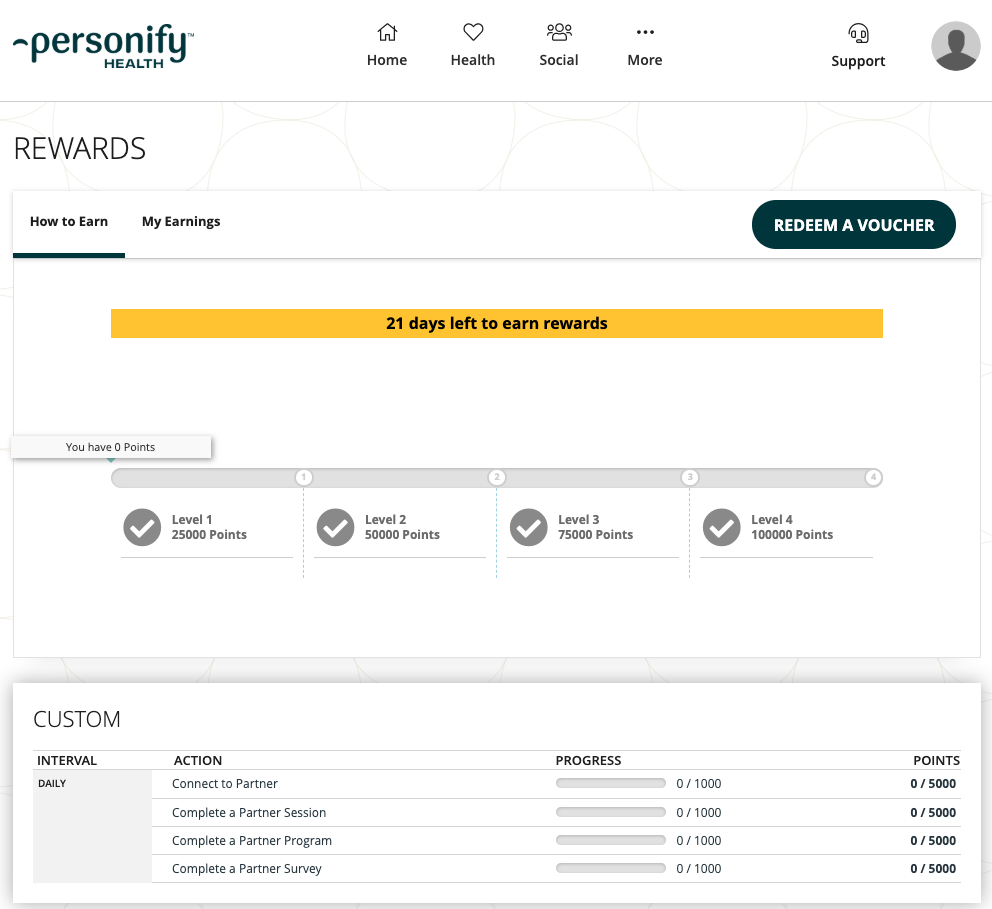 personify™
HEALTH
Home
Health
Social
More
Support
REWARDS
How to Earn
My Earnings
REDEEM A VOUCHER
21 days left to earn rewards
You have 0 Points
1
2
3
4
Level 1
25000 Points
Level 2
50000 Points
Level 3
75000 Points
Level 4
100000 Points
CUSTOM
INTERVAL ACTION PROGRESS POINTS
DAILY Connect to Partner 0 / 1000 0 / 5000
Complete a Partner Session 0 / 1000 0 / 5000
Complete a Partner Program 0 / 1000 0 / 5000
Complete a Partner Survey 0 / 1000 0 / 5000